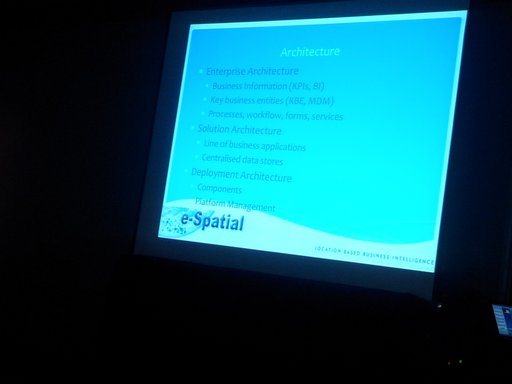 Architecture
Enterprise Architecture
Business Information (KPIs, BI)
Key business entities (KBE, MDM)
Processes, workflow, forms, services
Solution Architecture
Line of business applications
Centralised data stores
Deployment Architecture
Components
Platform Management
e-Spatial
LOCATION BASED BUSINESS INTELLIGENCE